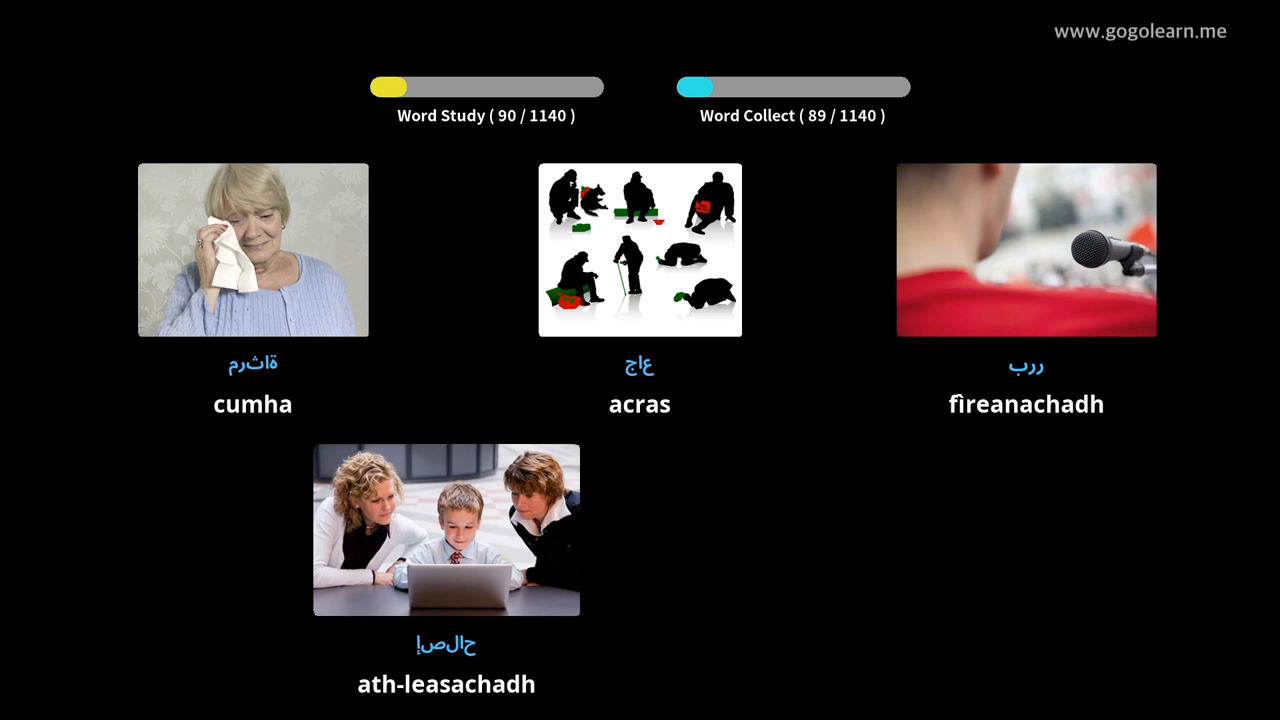 www.gogolearn.me
Word Study ( 90 / 1140 )
Word Collect ( 89 / 1140 )
ةاثرم
cumha
عاج
acras
ررب
fìreanachadh
حالصإ
ath-leasachadh